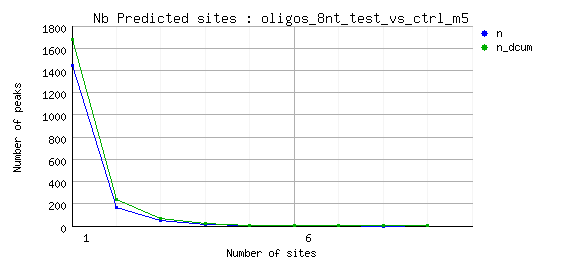 Nb Predicted sites : oligos_8nt_test_vs_ctrl_m5
n
n_dcum
Number of peaks
1800
1600
1400
1200
1000
800
600
400
200
0
1
6
Number of sites